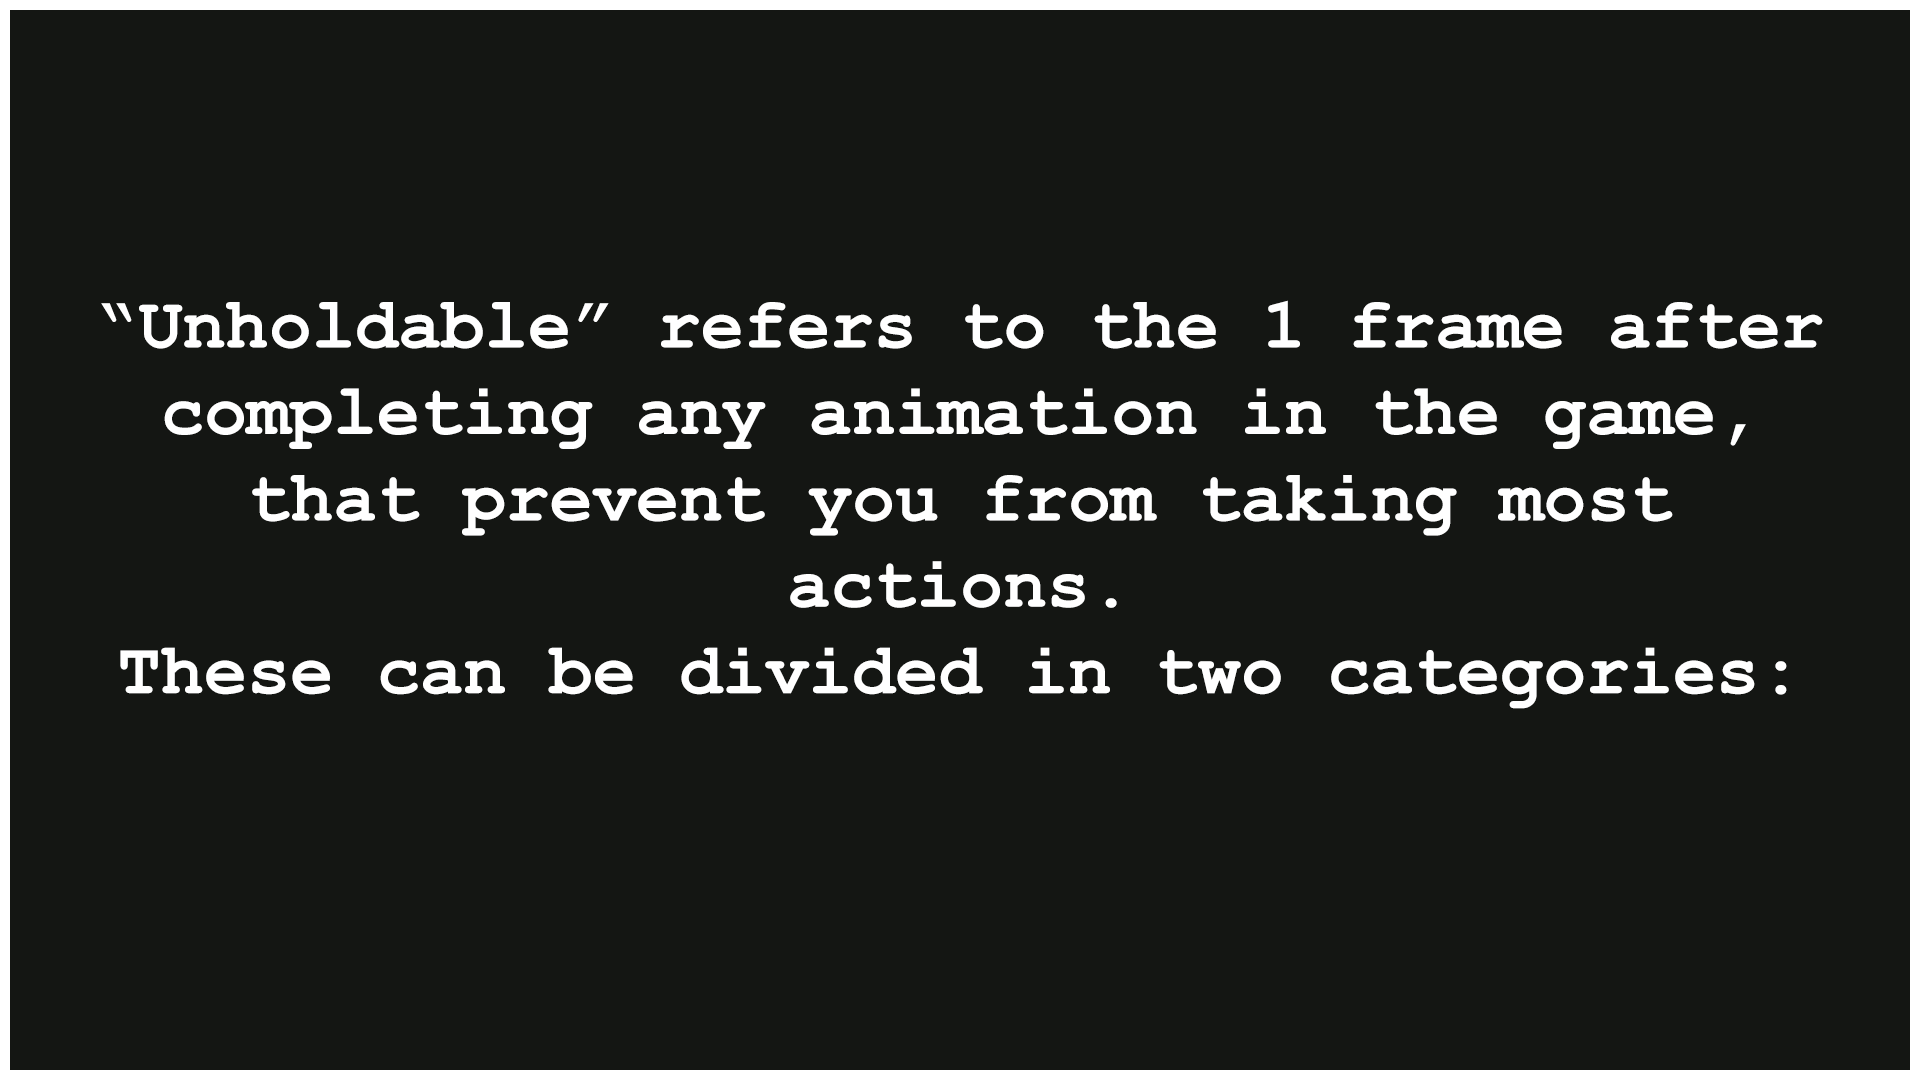 “Unholdable” refers to the 1 frame after
completing any animation in the game,
that prevent you from taking most
actions.
These can be divided in two categories: